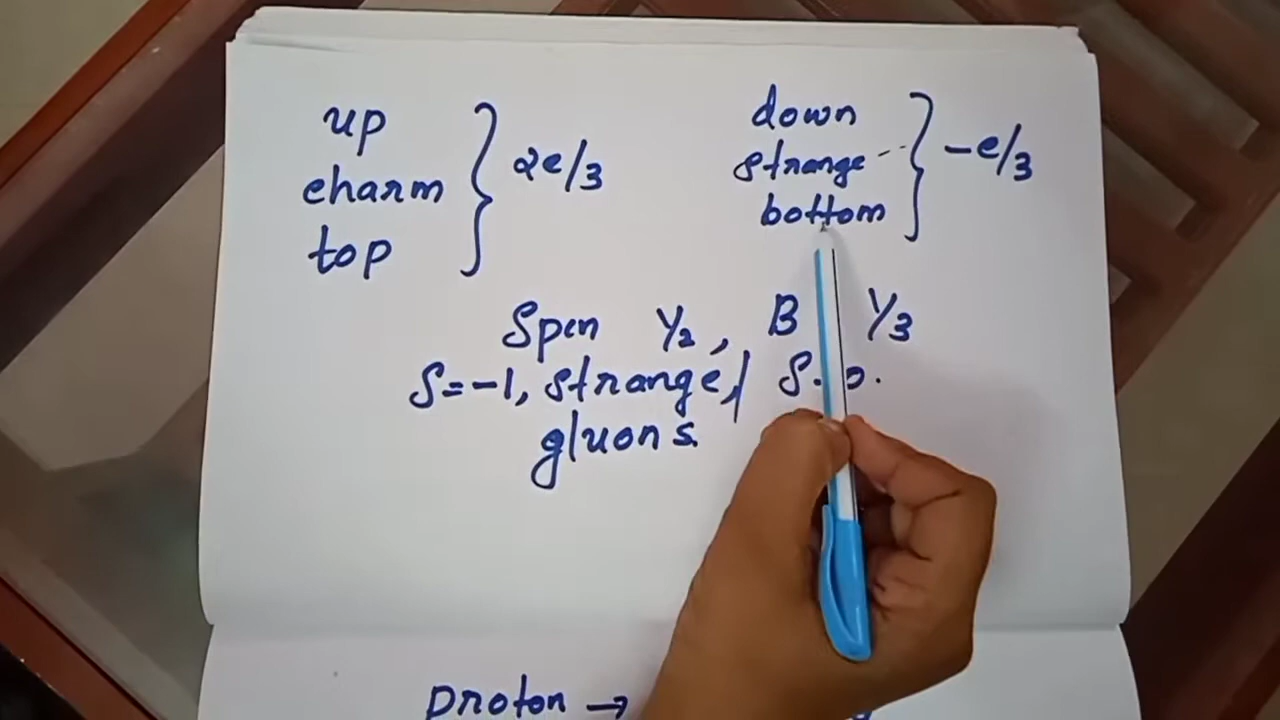 up
charm
top
} 2e/3
down
strange --
bottom
} -e/3
Spin 1/2, B 1/3
S=-1, strange, /
gluons.
Proton →